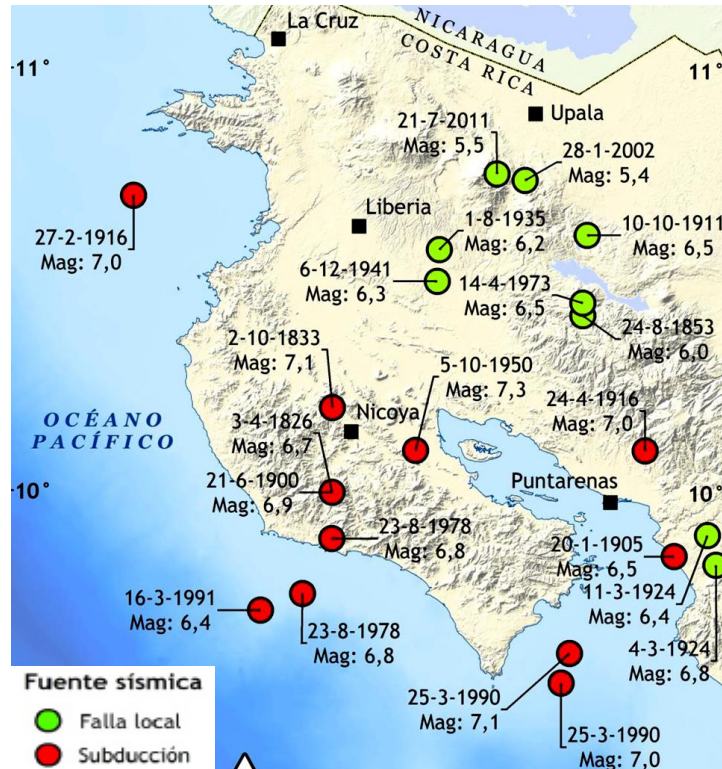 La Cruz
NICARAGUA
COSTA RICA
11°
11°
Upala
21-7-2011
Mag: 5,5
28-1-2002
Mag: 5,4
27-2-1916
Mag: 7,0
Liberia
1-8-1935
Mag: 6,2
10-10-1911
Mag: 6,5
6-12-1941
Mag: 6,3
14-4-1973
Mag: 6,5
24-8-1853
Mag: 6,0
2-10-1833
Mag: 7,1
5-10-1950
Mag: 7,3
24-4-1916
Mag: 7,0
OCÉANO
PACÍFICO
3-4-1826
Mag: 6,7
Nicoya
21-6-1900
Mag: 6,9
10°
10°
Puntarenas
23-8-1978
Mag: 6,8
20-1-1905
Mag: 6,5
11-3-1924
Mag: 6,4
16-3-1991
Mag: 6,4
23-8-1978
Mag: 6,8
4-3-1924
Mag: 6,8
25-3-1990
Mag: 7,1
25-3-1990
Mag: 7,0
Fuente sísmica
Falla local
Subducción